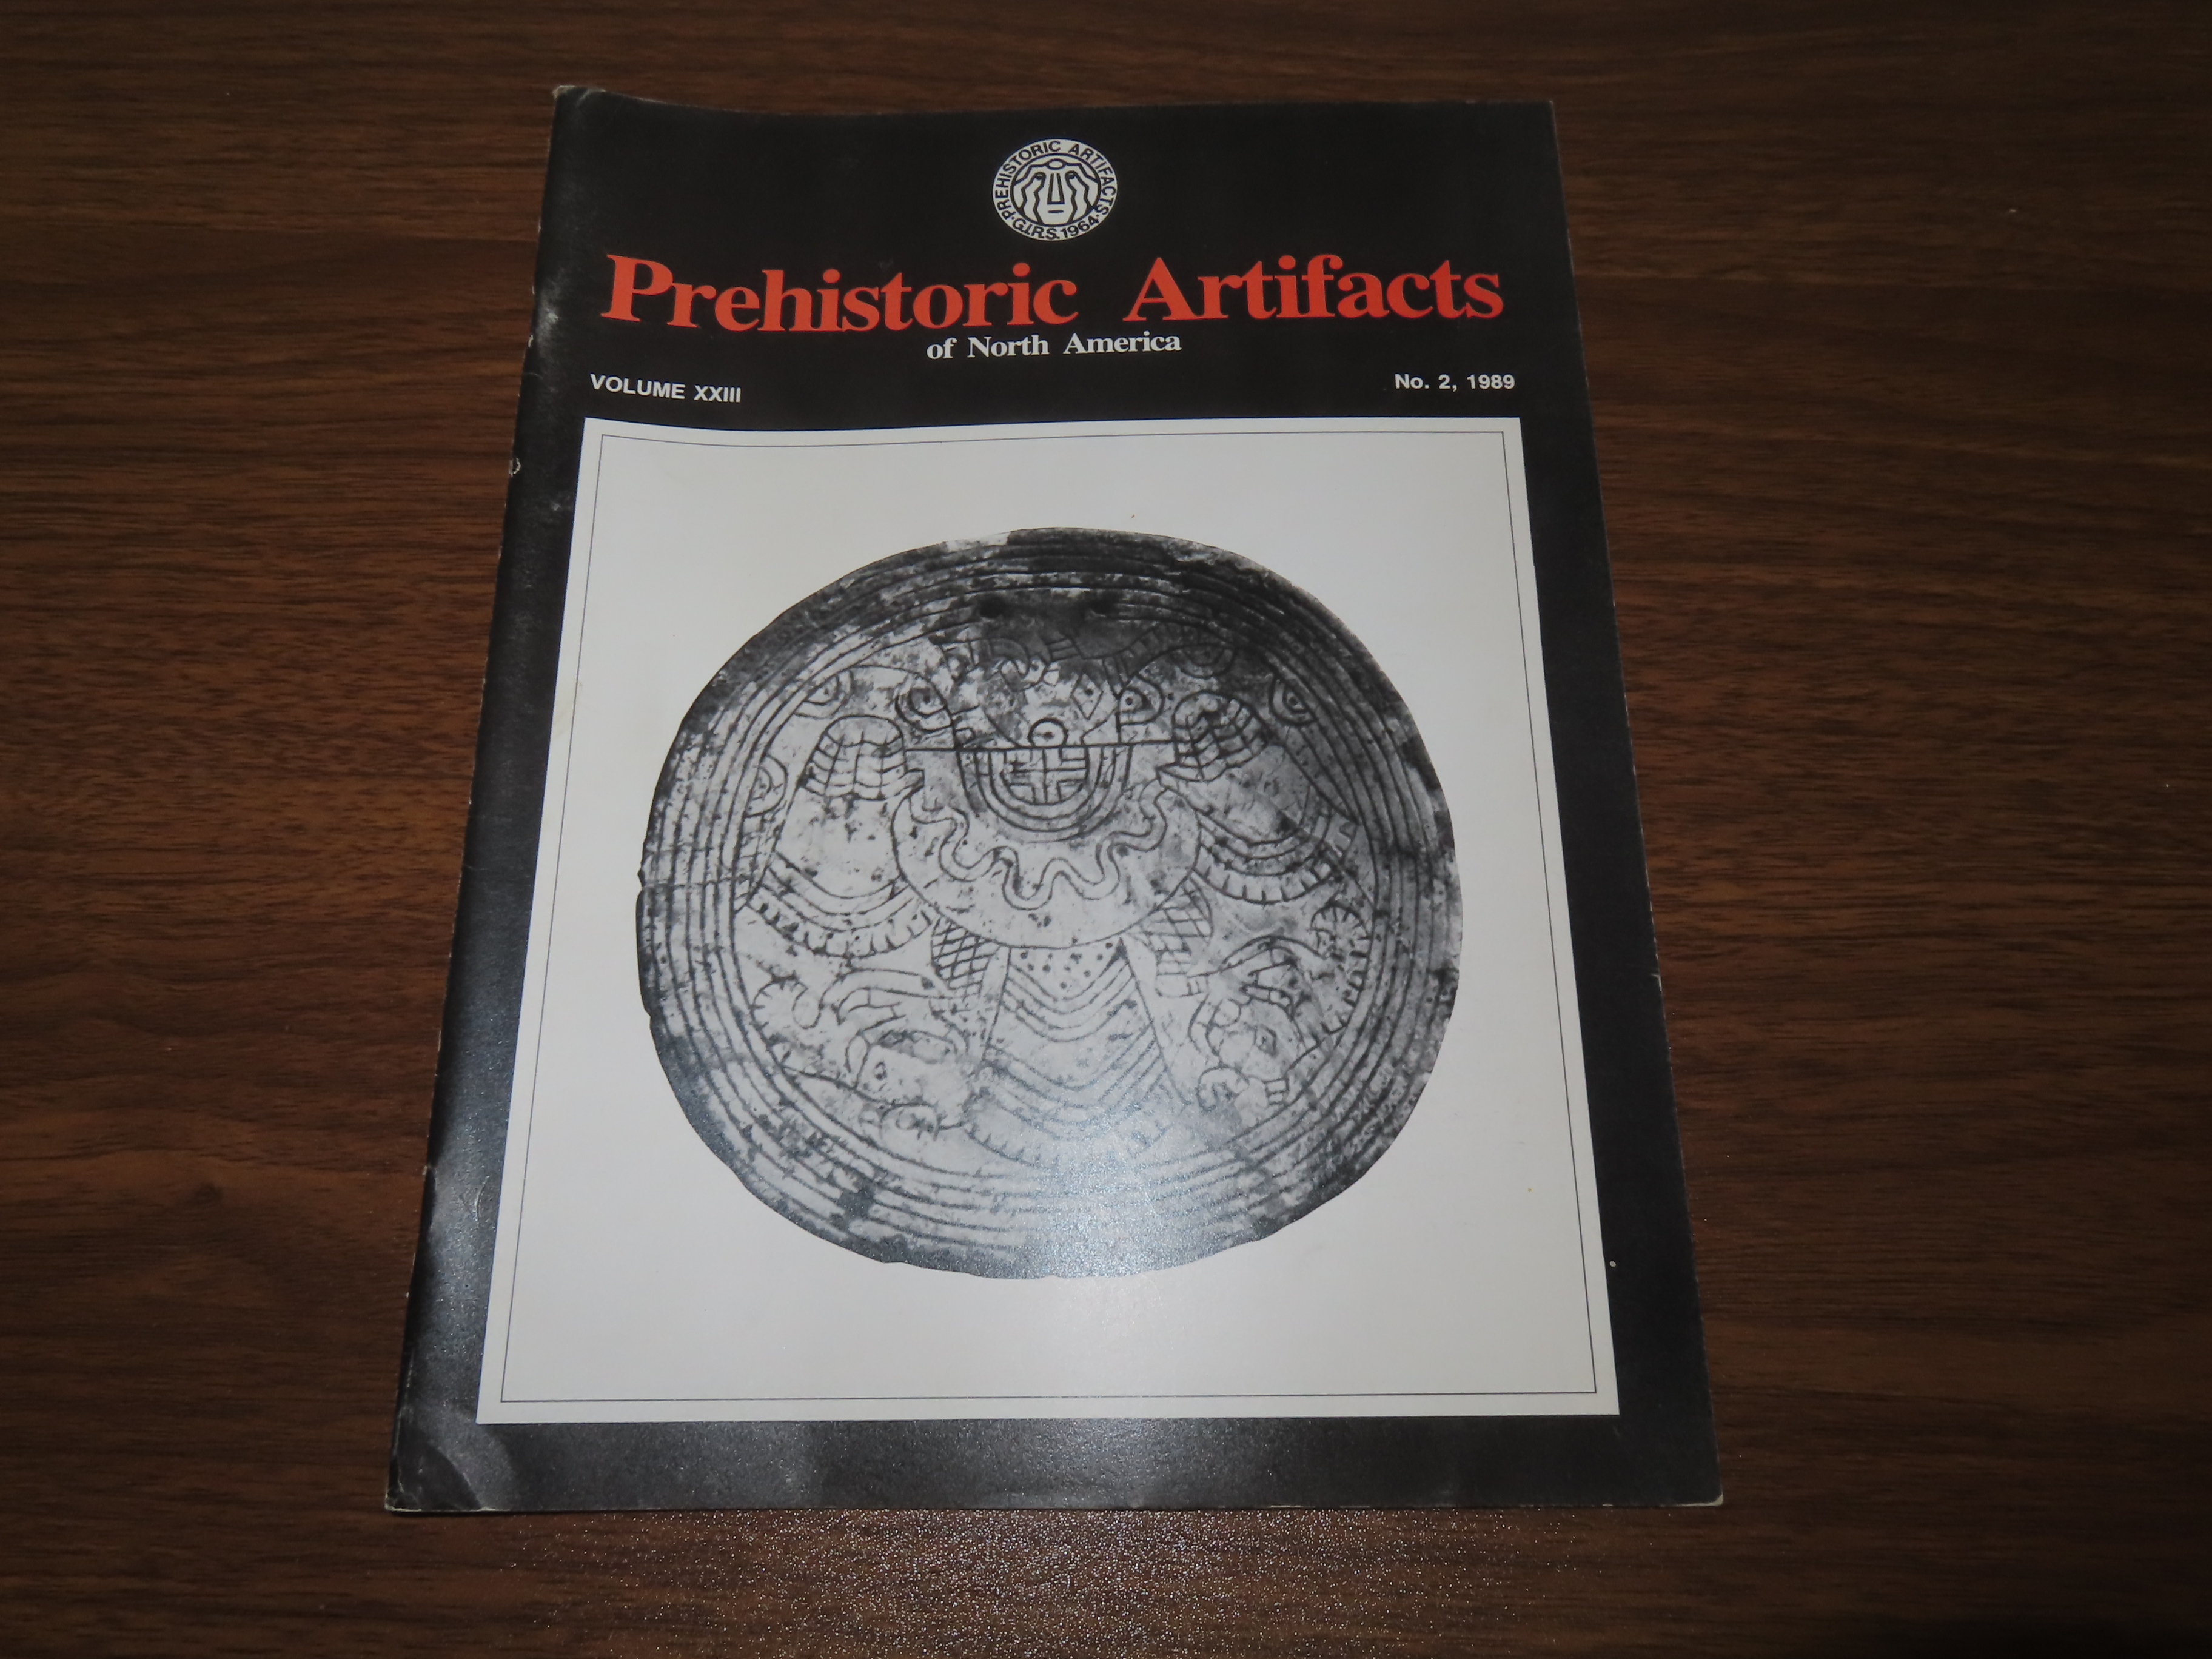 PREHISTORIC ARTIFACTS
G.I.R.S. 1964
Prehistoric Artifacts
of North America
VOLUME XXIII
No. 2, 1989